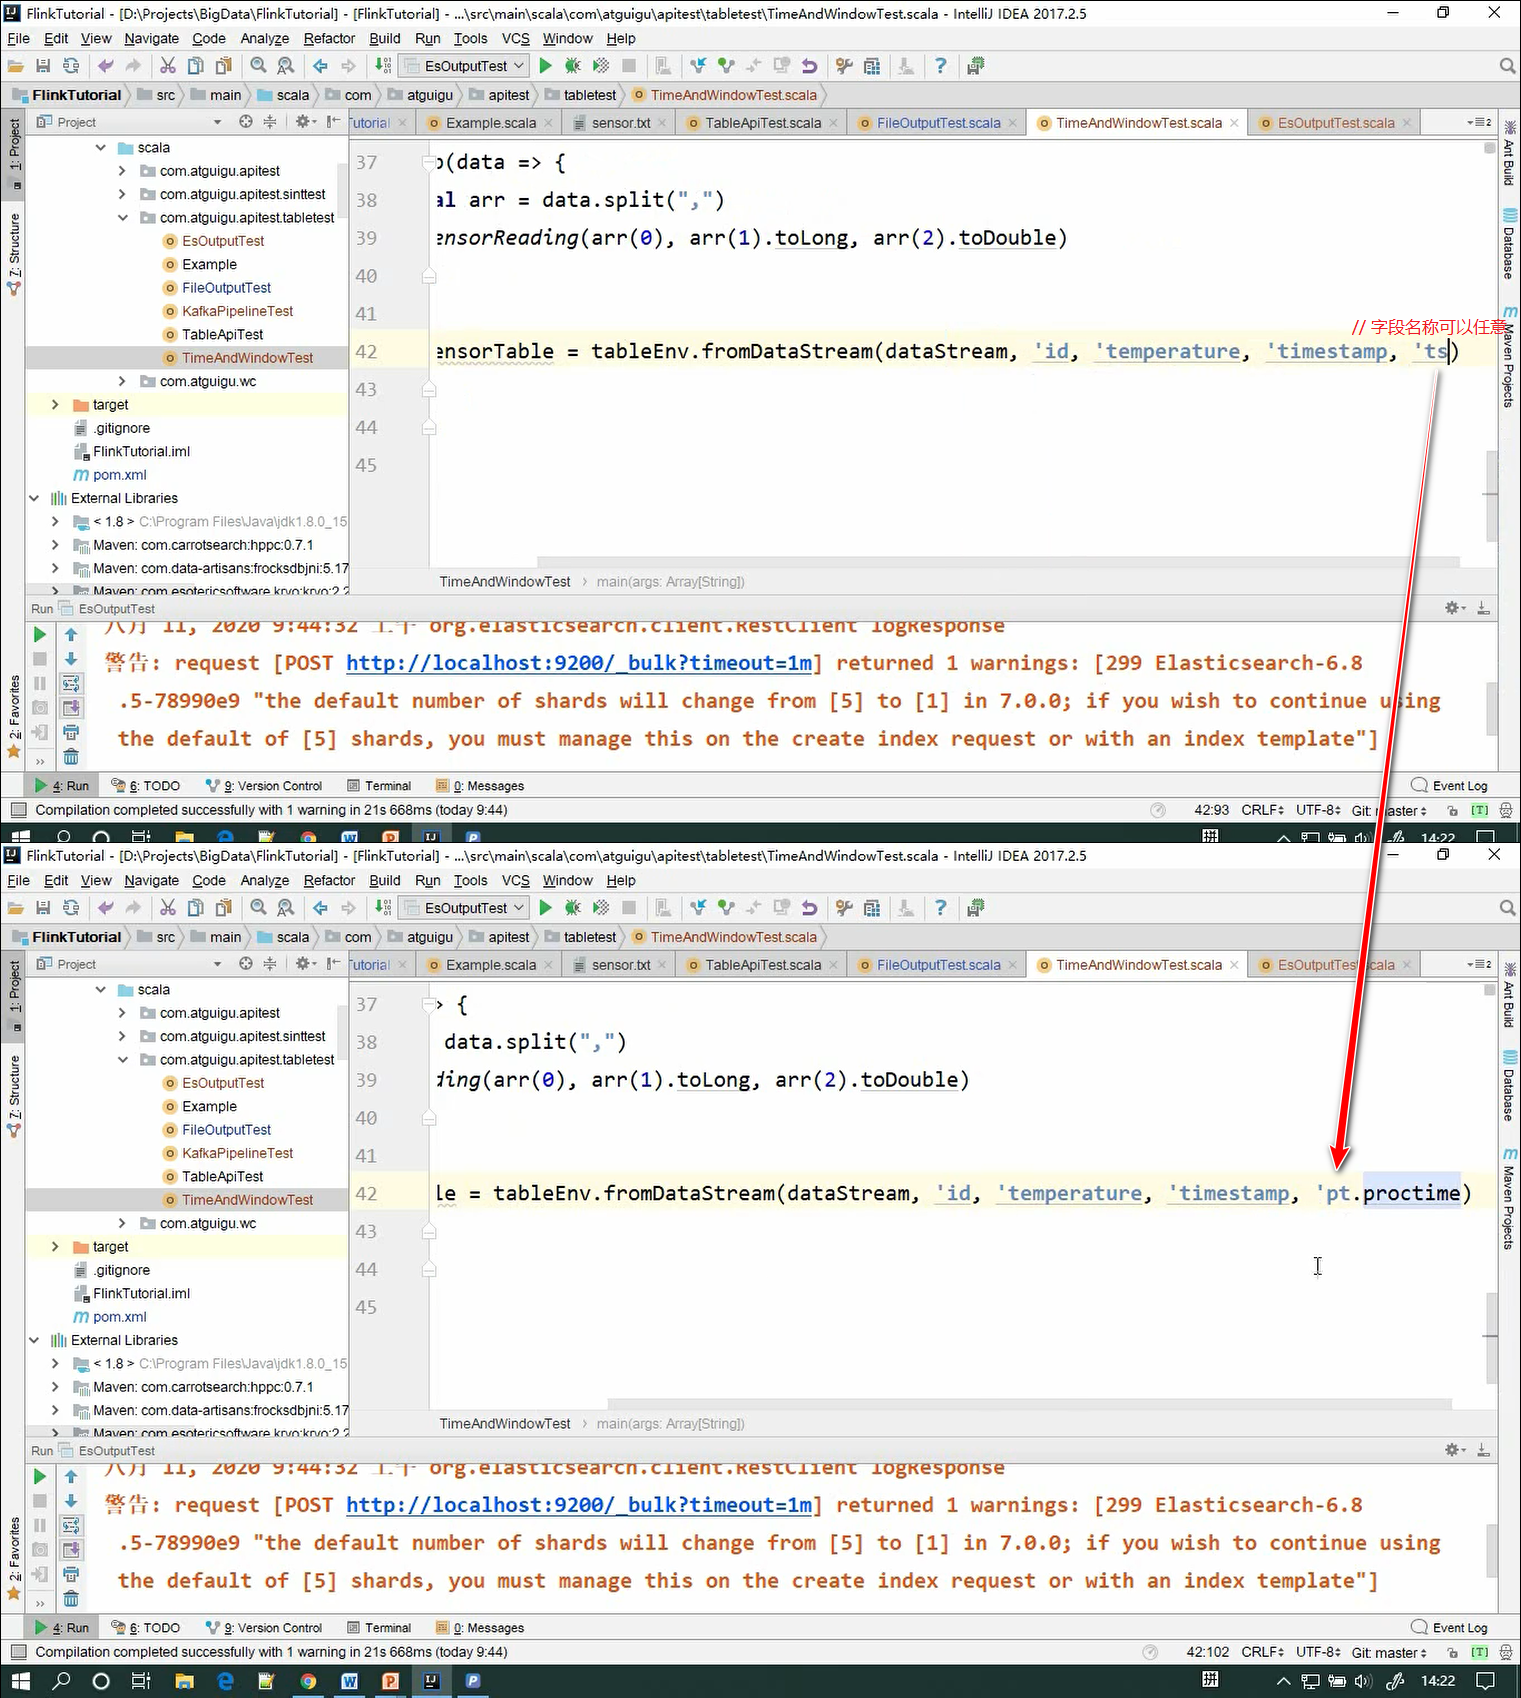 FlinkTutorial - [D:\Projects\BigData\FlinkTutorial] - [FlinkTutorial] - ...\src\main\scala\com\atguigu\apitest\tabletest\TimeAndWindowTest.scala - IntelliJ IDEA 2017.2.5
File Edit View Navigate Code Analyze Refactor Build Run Tools VCS Window Help
EsOutputTest
FlinkTutorial src main scala com atguigu apitest tabletest TimeAndWindowTest.scala
Project
utorial Example.scala sensor.txt TableApiTest.scala FileOutputTest.scala TimeAndWindowTest.scala EsOutputTest.scala
1: Project
7: Structure
2: Favorites
Ant Build
Database
Maven Projects
scala
com.atguigu.apitest
com.atguigu.apitest.sinttest
com.atguigu.apitest.tabletest
EsOutputTest
Example
FileOutputTest
KafkaPipelineTest
TableApiTest
TimeAndWindowTest
com.atguigu.wc
target
.gitignore
FlinkTutorial.iml
pom.xml
External Libraries
< 1.8 > C:\Program Files\Java\jdk1.8.0_15
Maven: com.carrotsearch:hppc:0.7.1
Maven: com.data-artisans:frocksdbjni:5.17
Maven: com.esotericsoftware.kryo:kryo:2.2
37 (data => {
38 al arr = data.split(",")
39 ensorReading(arr(0), arr(1).toLong, arr(2).toDouble)
40
41
// 字段名称可以任意
42 ensorTable = tableEnv.fromDataStream(dataStream, 'id, 'temperature, 'timestamp, 'ts)
43
44
45
TimeAndWindowTest main(args: Array[String])
Run EsOutputTest
八月 11, 2020 9:44:32 上午 org.elasticsearch.client.RestClient logResponse
警告: request [POST http://localhost:9200/_bulk?timeout=1m] returned 1 warnings: [299 Elasticsearch-6.8
.5-78990e9 "the default number of shards will change from [5] to [1] in 7.0.0; if you wish to continue using
the default of [5] shards, you must manage this on the create index request or with an index template"]
4: Run 6: TODO 9: Version Control Terminal 0: Messages Event Log
Compilation completed successfully with 1 warning in 21s 668ms (today 9:44) 42:93 CRLF UTF-8 Git: master [T]
拼 14:22
FlinkTutorial - [D:\Projects\BigData\FlinkTutorial] - [FlinkTutorial] - ...\src\main\scala\com\atguigu\apitest\tabletest\TimeAndWindowTest.scala - IntelliJ IDEA 2017.2.5
File Edit View Navigate Code Analyze Refactor Build Run Tools VCS Window Help
EsOutputTest
FlinkTutorial src main scala com atguigu apitest tabletest TimeAndWindowTest.scala
Project
utorial Example.scala sensor.txt TableApiTest.scala FileOutputTest.scala TimeAndWindowTest.scala EsOutputTest.scala
1: Project
7: Structure
2: Favorites
Ant Build
Database
Maven Projects
scala
com.atguigu.apitest
com.atguigu.apitest.sinttest
com.atguigu.apitest.tabletest
EsOutputTest
Example
FileOutputTest
KafkaPipelineTest
TableApiTest
TimeAndWindowTest
com.atguigu.wc
target
.gitignore
FlinkTutorial.iml
pom.xml
External Libraries
< 1.8 > C:\Program Files\Java\jdk1.8.0_15
Maven: com.carrotsearch:hppc:0.7.1
Maven: com.data-artisans:frocksdbjni:5.17
Maven: com.esotericsoftware.kryo:kryo:2.2
37 > {
38 data.split(",")
39 ding(arr(0), arr(1).toLong, arr(2).toDouble)
40
41
42 le = tableEnv.fromDataStream(dataStream, 'id, 'temperature, 'timestamp, 'pt.proctime)
43
44
45
TimeAndWindowTest main(args: Array[String])
Run EsOutputTest
八月 11, 2020 9:44:32 上午 org.elasticsearch.client.RestClient logResponse
警告: request [POST http://localhost:9200/_bulk?timeout=1m] returned 1 warnings: [299 Elasticsearch-6.8
.5-78990e9 "the default number of shards will change from [5] to [1] in 7.0.0; if you wish to continue using
the default of [5] shards, you must manage this on the create index request or with an index template"]
4: Run 6: TODO 9: Version Control Terminal 0: Messages Event Log
Compilation completed successfully with 1 warning in 21s 668ms (today 9:44) 42:102 CRLF UTF-8 Git: master [T]
拼 14:22